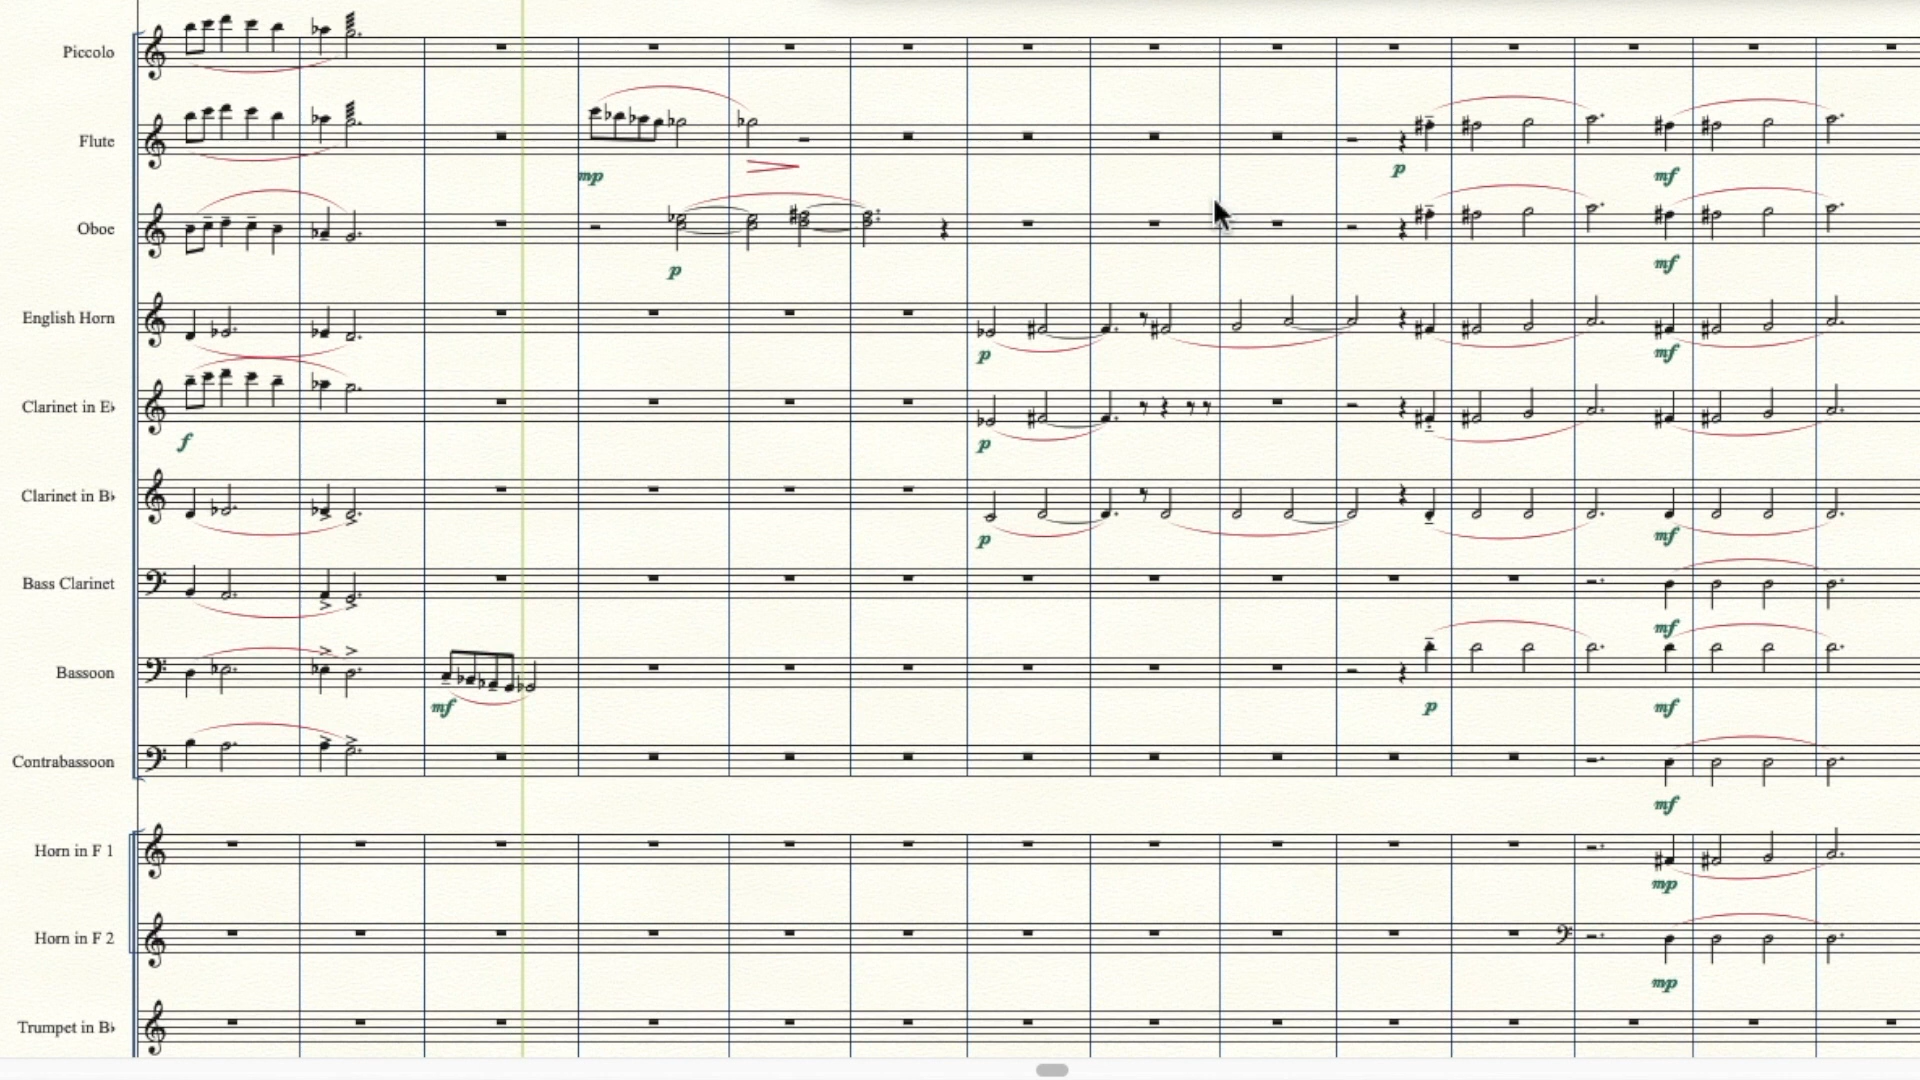 Piccolo
Flute
mp
p
mf
Oboe
p
mf
English Horn
p
mf
Clarinet in E♭
f
p
Clarinet in B♭
p
mf
Bass Clarinet
mf
Bassoon
mf
p
mf
Contrabassoon
mf
Horn in F 1
mp
Horn in F 2
mp
Trumpet in B♭